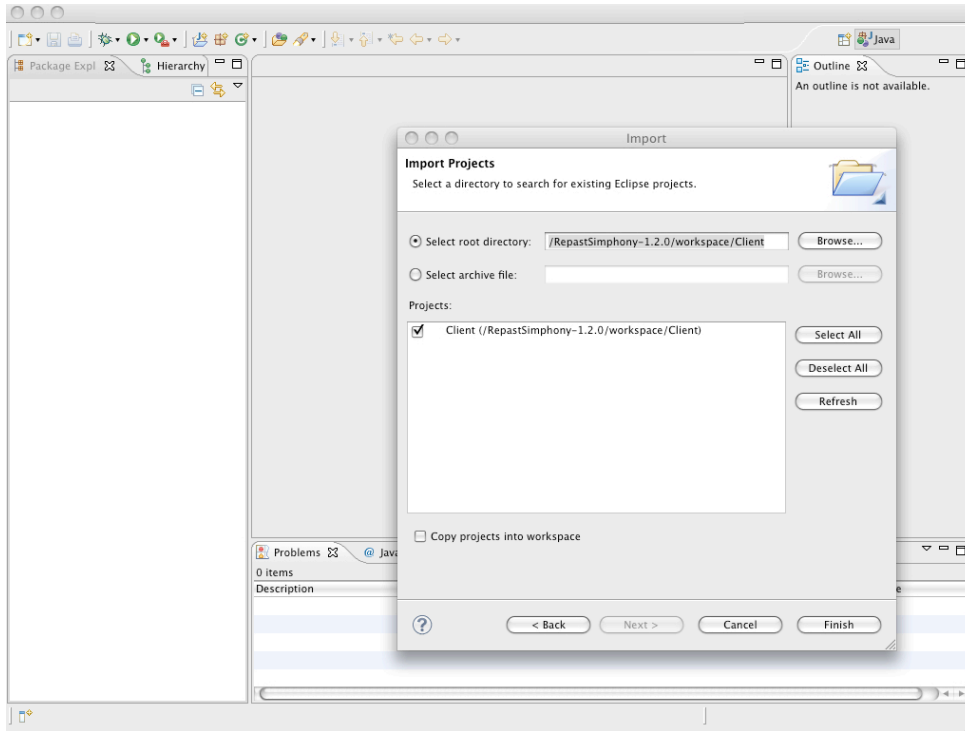 Java
Package Expl
Hierarchy
Outline
An outline is not available.
Import
Import Projects
Select a directory to search for existing Eclipse projects.
Select root directory:
/RepastSimphony-1.2.0/workspace/Client
Browse...
Select archive file:
Browse...
Projects:
Client (/RepastSimphony-1.2.0/workspace/Client)
Select All
Deselect All
Refresh
Copy projects into workspace
Problems
@ Java
0 items
Description
e
?
< Back
Next >
Cancel
Finish